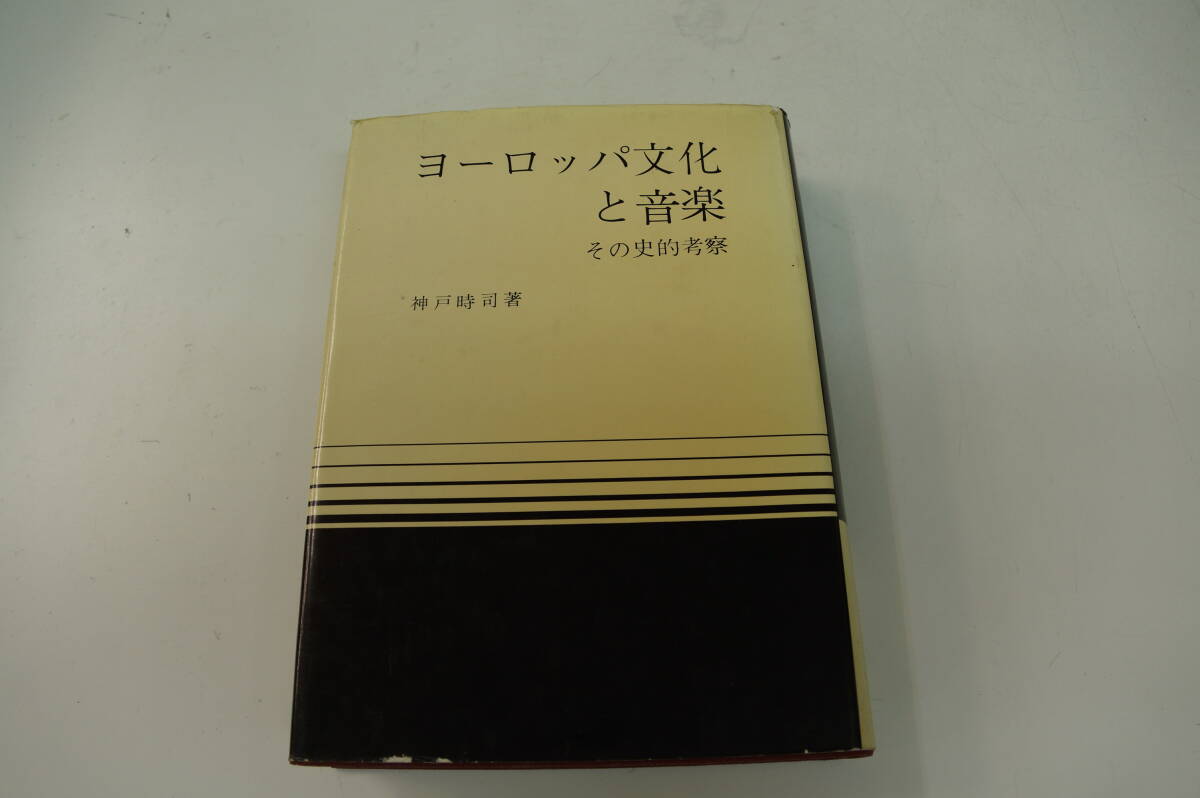 ヨーロッパ文化
と音楽
その史的考察
神戸時司著